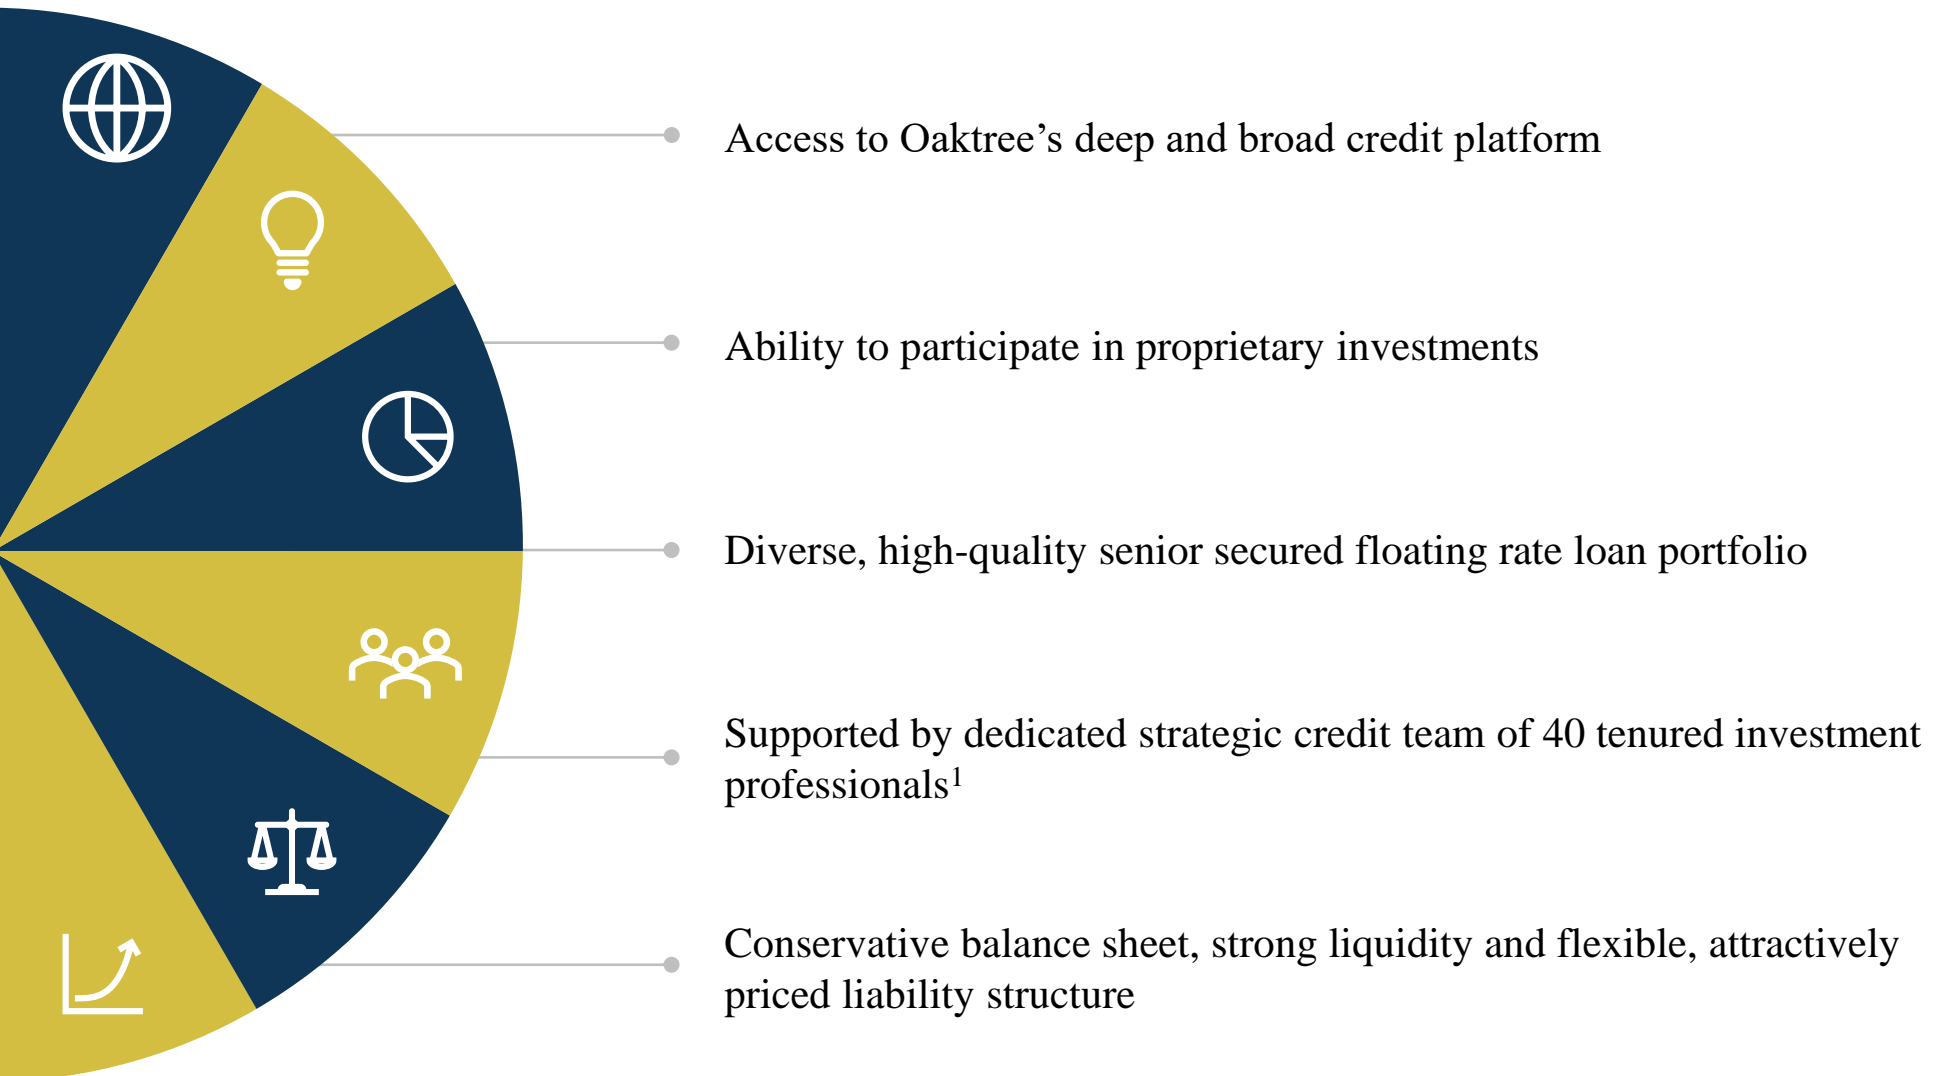 Access to Oaktree’s deep and broad credit platform
Ability to participate in proprietary investments
Diverse, high-quality senior secured floating rate loan portfolio
Supported by dedicated strategic credit team of 40 tenured investment
professionals¹
Conservative balance sheet, strong liquidity and flexible, attractively
priced liability structure